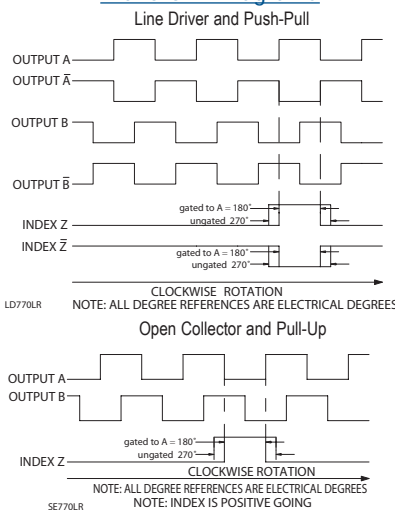 Line Driver and Push-Pull
OUTPUT A
OUTPUT A̅
OUTPUT B
OUTPUT B̅
gated to A = 180°
ungated 270°
INDEX Z
INDEX Z̅
gated to A = 180°
ungated 270°
CLOCKWISE ROTATION
LD770LR
NOTE: ALL DEGREE REFERENCES ARE ELECTRICAL DEGREES
Open Collector and Pull-Up
OUTPUT A
OUTPUT B
gated to A = 180°
ungated 270°
INDEX Z
CLOCKWISE ROTATION
NOTE: ALL DEGREE REFERENCES ARE ELECTRICAL DEGREES
SE770LR
NOTE: INDEX IS POSITIVE GOING